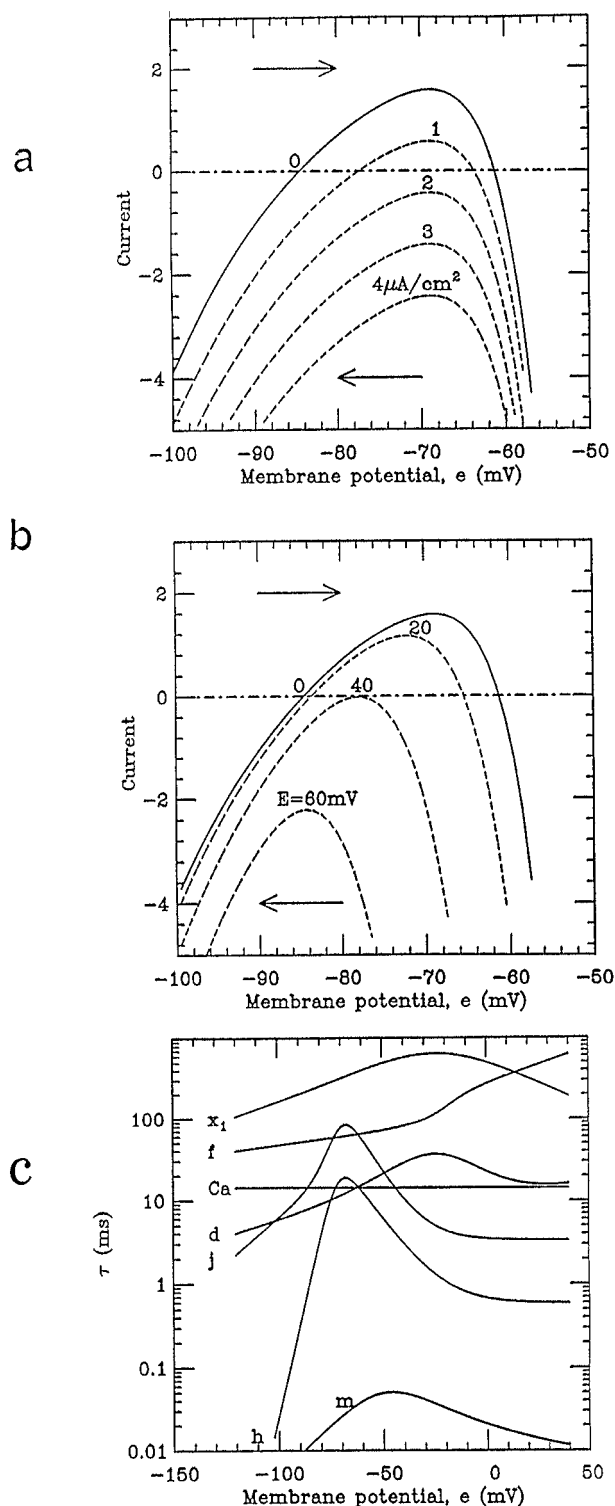 a
2
0
-2
-4
Current
0
1
2
3
4μA/cm²
-100
-90
-80
-70
-60
-50
Membrane potential, e (mV)
b
2
0
-2
-4
Current
0
20
40
E=60mV
-100
-90
-80
-70
-60
-50
Membrane potential, e (mV)
c
100
10
1
0.1
0.01
τ (ms)
x₁
f
Ca
d
j
h
m
-150
-100
-50
0
50
Membrane potential, e (mV)